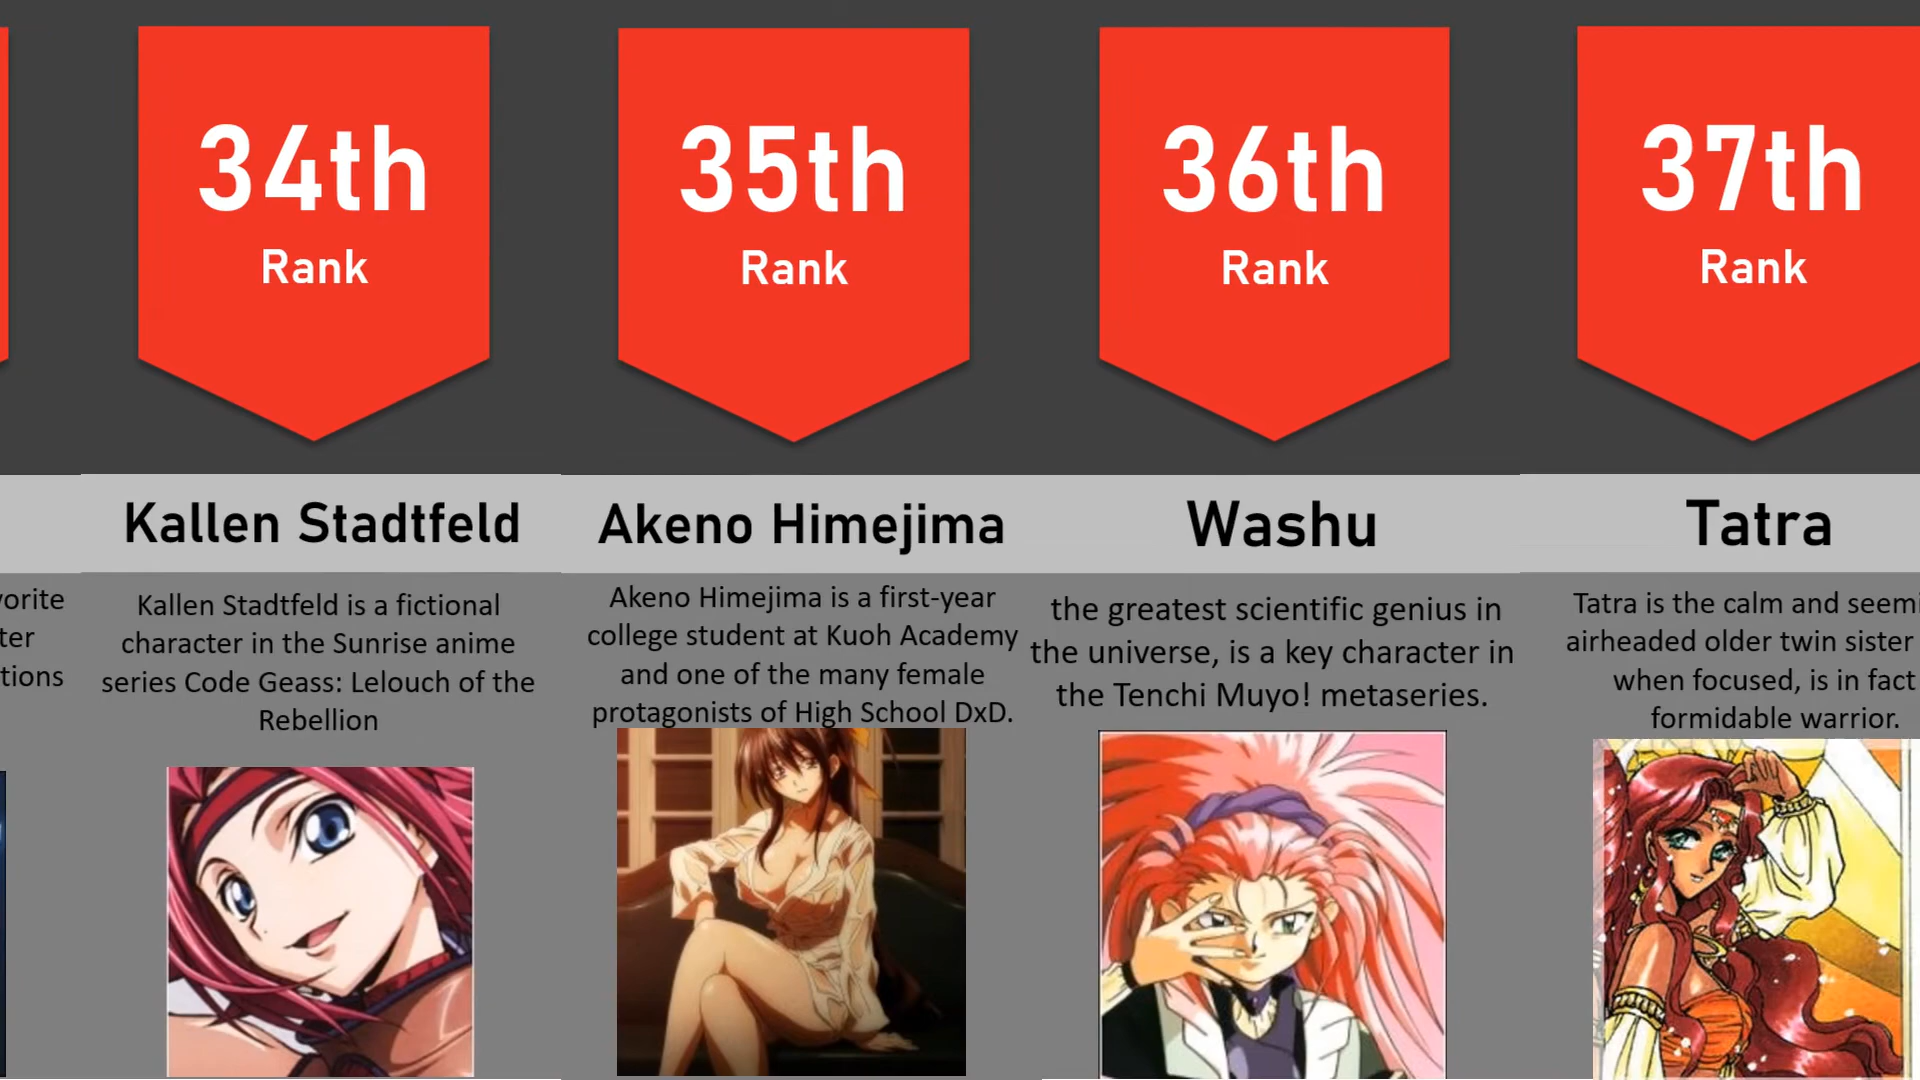 34th
Rank
35th
Rank
36th
Rank
37th
Rank
Kallen Stadtfeld
Akeno Himejima
Washu
Tatra
ter
tions
Kallen Stadtfeld is a fictional
character in the Sunrise anime
series Code Geass: Lelouch of the
Rebellion
Akeno Himejima is a first-year
college student at Kuoh Academy
and one of the many female
protagonists of High School DxD.
the greatest scientific genius in
the universe, is a key character in
the Tenchi Muyo! metaseries.
Tatra is the calm and seemi
airheaded older twin sister
when focused, is in fact
formidable warrior.